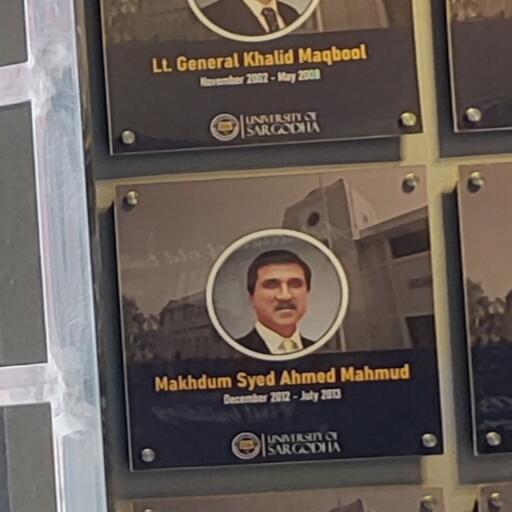 Lt. General Khalid Maqbool
November 2002 - May 2008
UNIVERSITY OF
SARGODHA
Makhdum Syed Ahmed Mahmud
December 2012 - July 2013
UNIVERSITY OF
SARGODHA